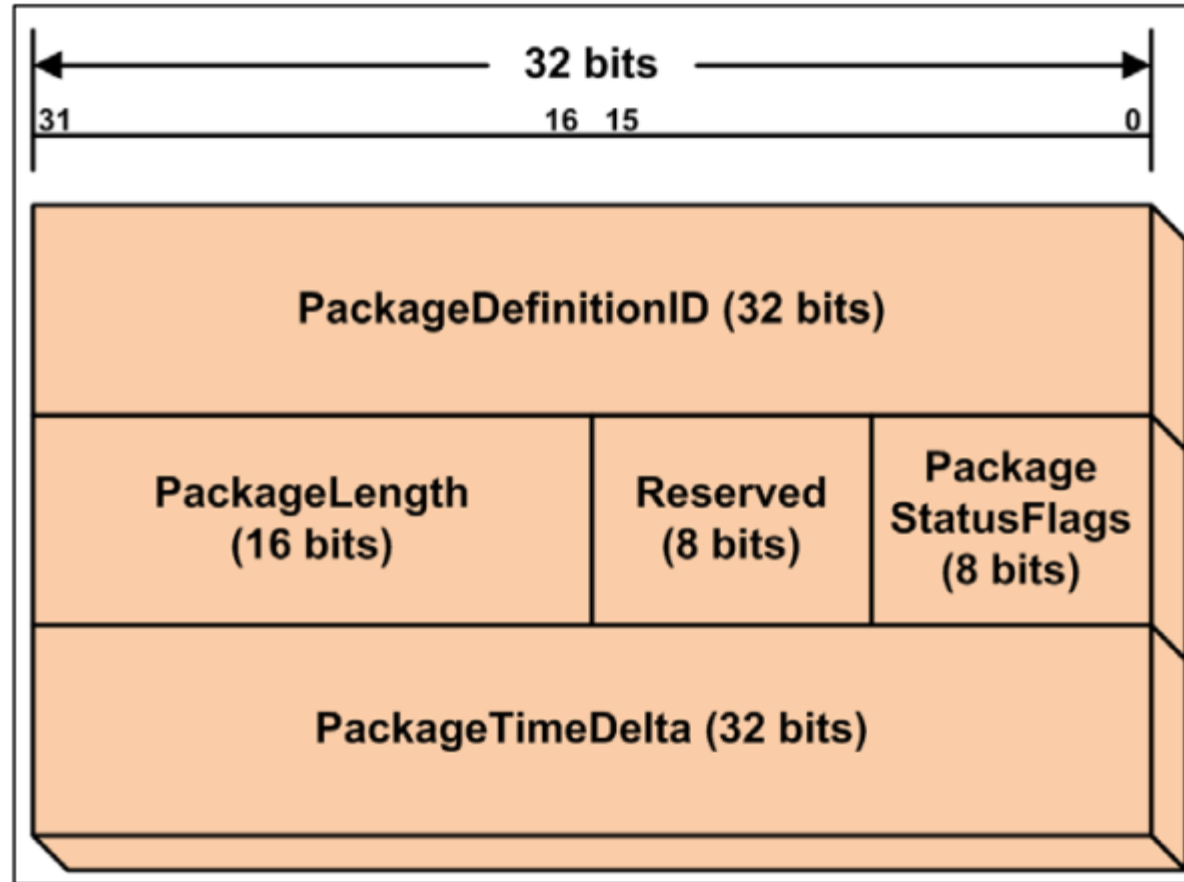 32 bits
31 16 15 0
PackageDefinitionID (32 bits)
PackageLength
(16 bits)
Reserved
(8 bits)
Package
StatusFlags
(8 bits)
PackageTimeDelta (32 bits)